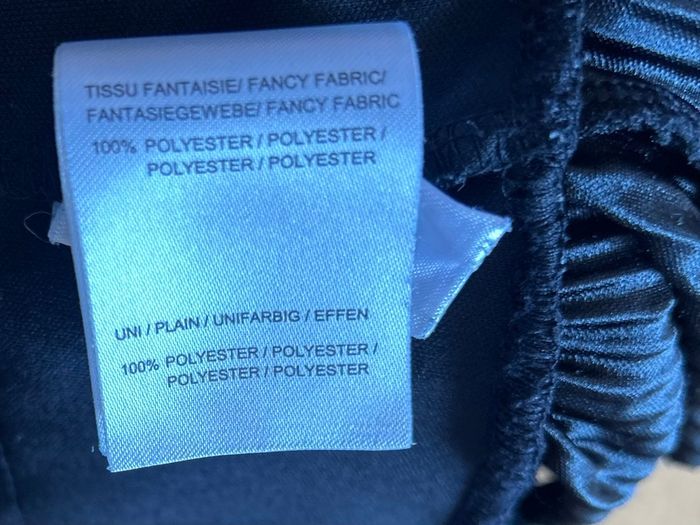 TISSU FANTAISIE/ FANCY FABRIC/
FANTASIEGEWEBE/ FANCY FABRIC
100% POLYESTER / POLYESTER /
POLYESTER / POLYESTER
UNI / PLAIN / UNIFARBIG / EFFEN
100% POLYESTER / POLYESTER /
POLYESTER / POLYESTER